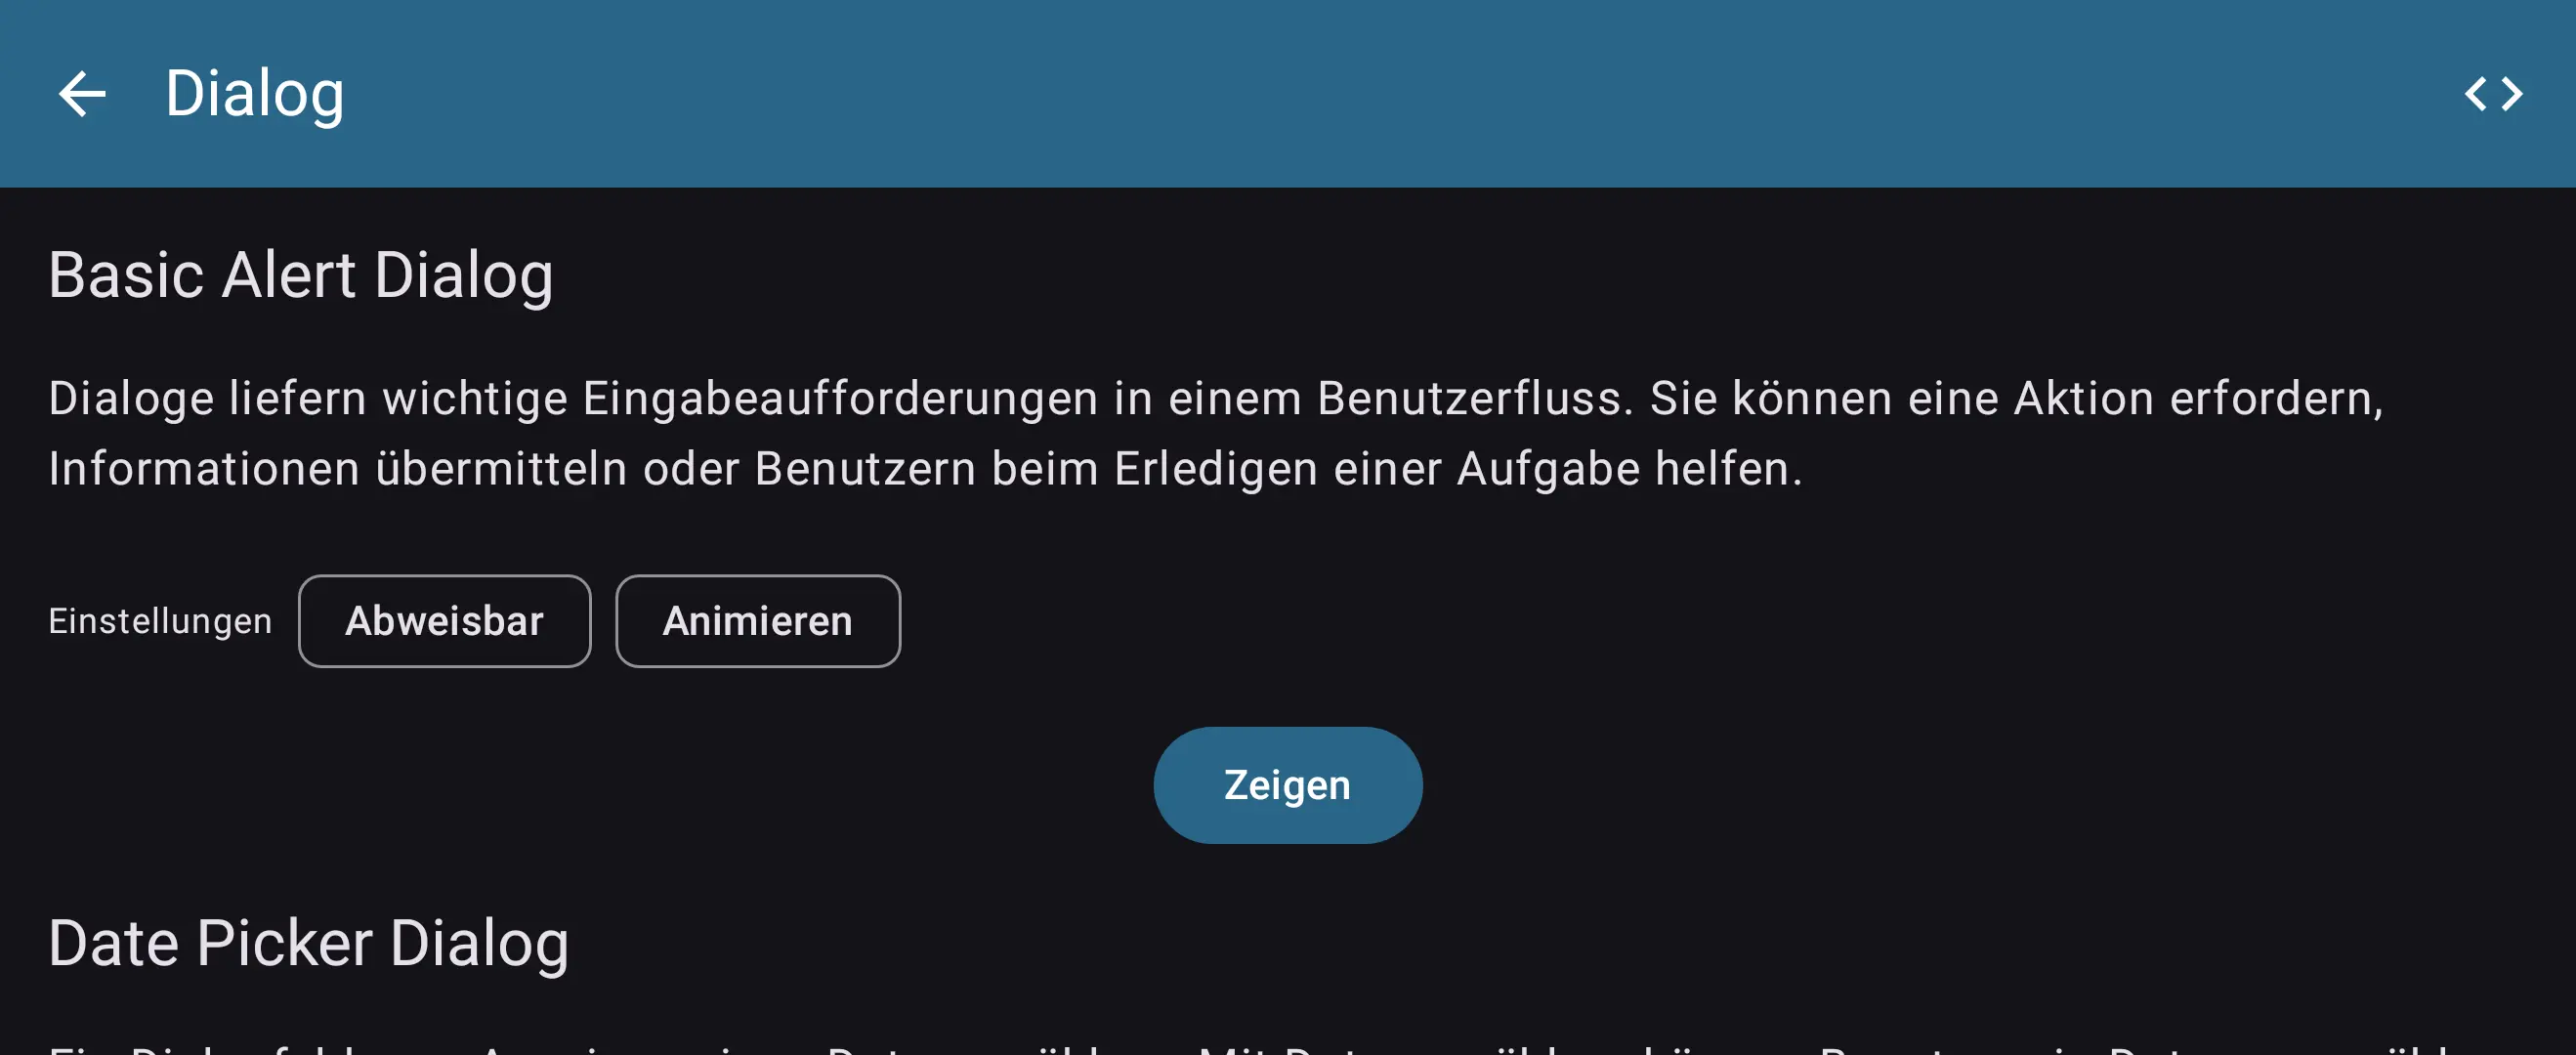 Dialog
Basic Alert Dialog
Dialoge liefern wichtige Eingabeaufforderungen in einem Benutzerfluss. Sie können eine Aktion erfordern,
Informationen übermitteln oder Benutzern beim Erledigen einer Aufgabe helfen.
Einstellungen Abweisbar Animieren
Zeigen
Date Picker Dialog